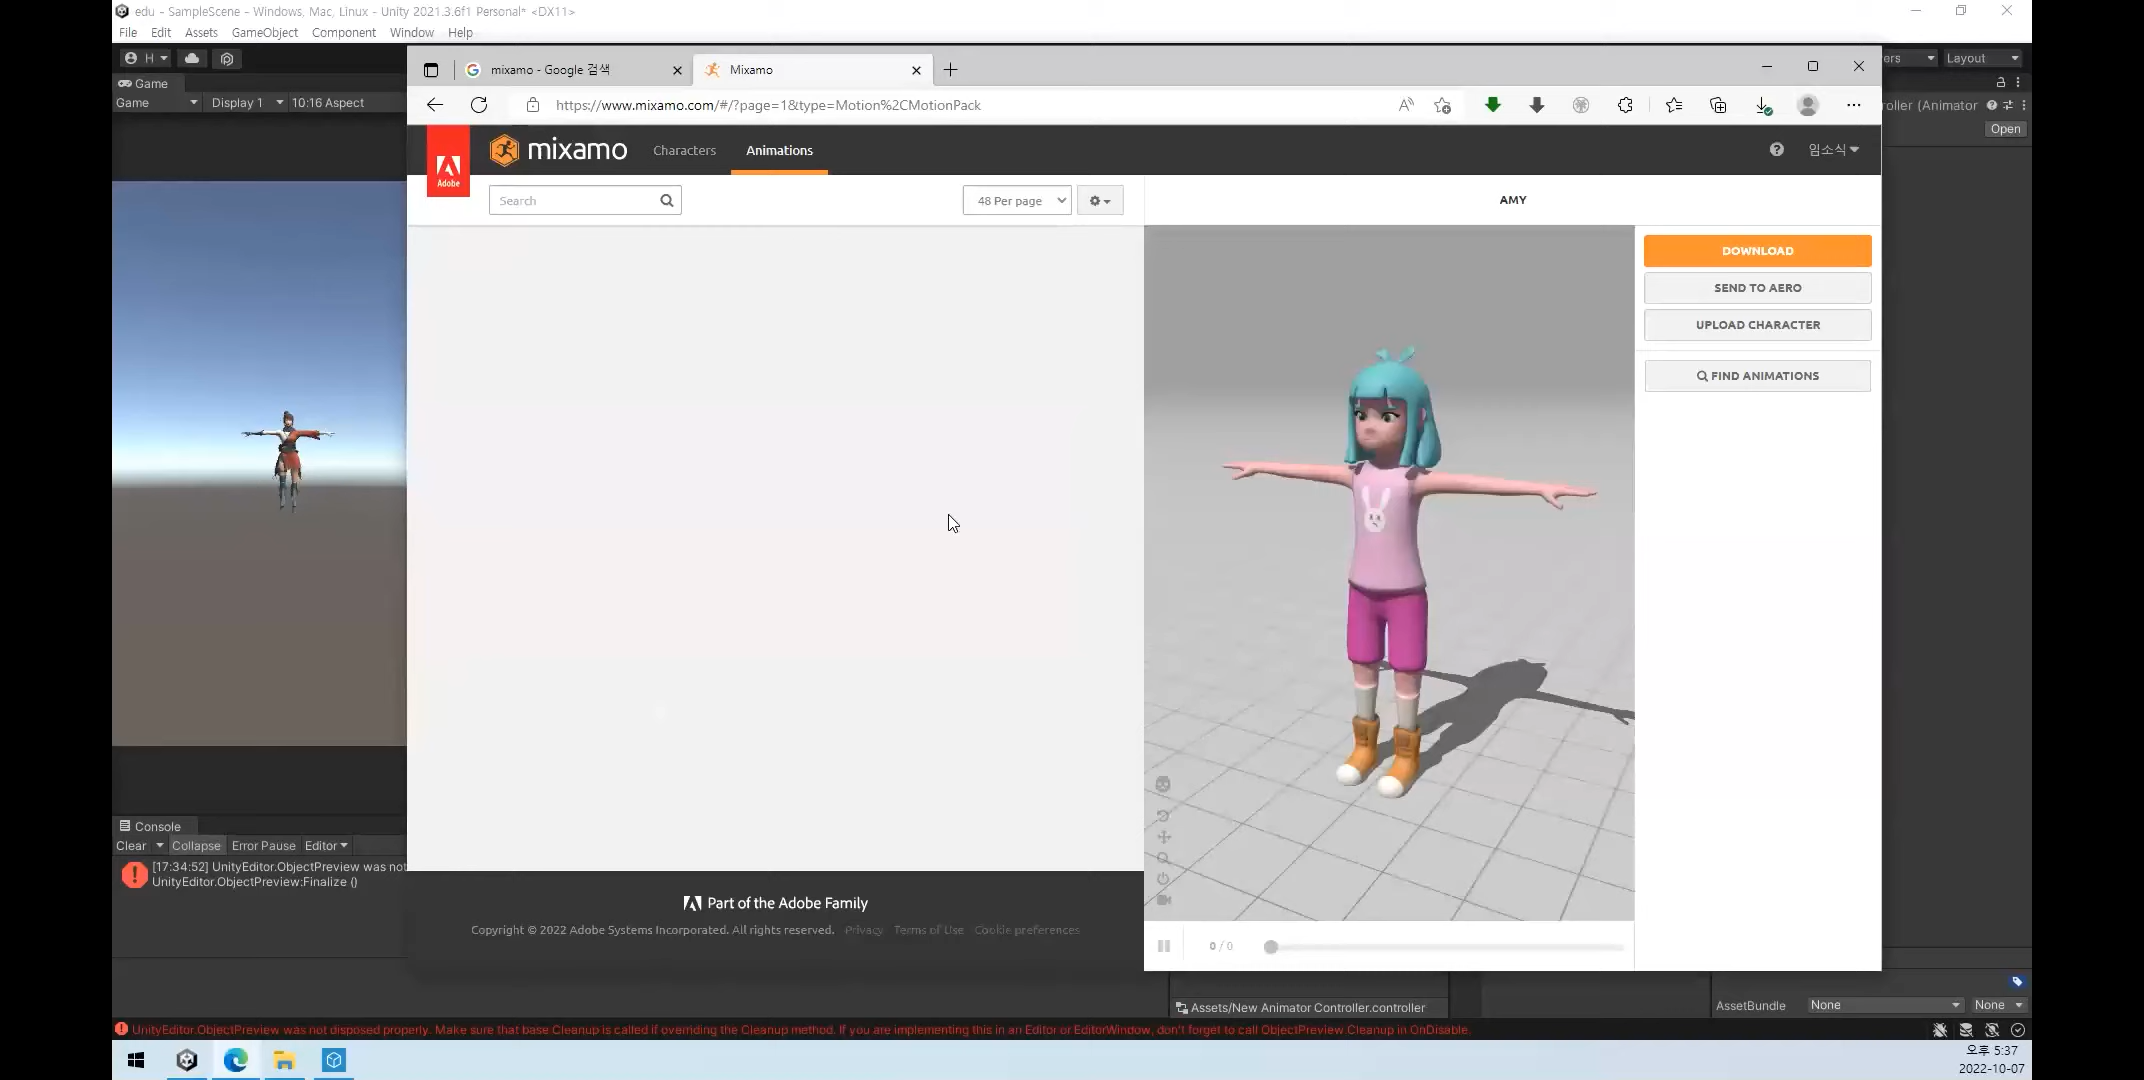 edu - SampleScene - Windows, Mac, Linux - Unity 2021.3.6f1 Personal* <DX11>
File Edit Assets GameObject Component Window Help
H
ers Layout
Game
Game Display 1 10:16 Aspect
mixamo - Google 검색
Mixamo
https://www.mixamo.com/#/?page=1&type=Motion%2CMotionPack
roller (Animator
Open
Adobe
mixamo Characters Animations
임소식
Search
48 Per page
AMY
DOWNLOAD
SEND TO AERO
UPLOAD CHARACTER
FIND ANIMATIONS
Console
Clear Collapse Error Pause Editor
[17:34:52] UnityEditor.ObjectPreview was not
UnityEditor.ObjectPreview:Finalize ()
Part of the Adobe Family
Copyright © 2022 Adobe Systems Incorporated. All rights reserved. Privacy Terms of Use Cookie preferences
0 / 0
Assets/New Animator Controller.controller
AssetBundle None None
UnityEditor.ObjectPreview was not disposed properly. Make sure that base.Cleanup is called if overriding the Cleanup method. If you are implementing this in an Editor or EditorWindow, don't forget to call ObjectPreview.Cleanup in OnDisable.
오후 5:37
2022-10-07